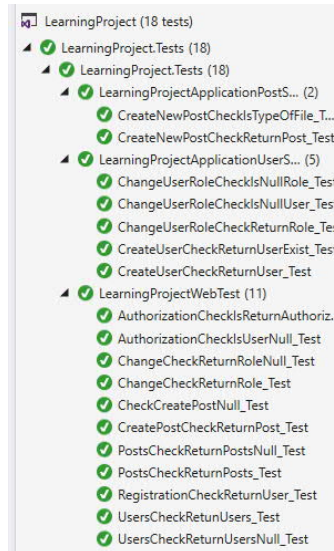 LearningProject (18 tests)
LearningProject.Tests (18)
LearningProject.Tests (18)
LearningProjectApplicationPostS... (2)
CreateNewPostCheckIsTypeOfFile_T...
CreateNewPostCheckReturnPost_Test
LearningProjectApplicationUserS... (5)
ChangeUserRoleCheckIsNullRole_Test
ChangeUserRoleCheckIsNullUser_Test
ChangeUserRoleCheckReturnRole_Tes
CreateUserCheckReturnUserExist_Test
CreateUserCheckReturnUser_Test
LearningProjectWebTest (11)
AuthorizationCheckIsReturnAuthoriz...
AuthorizationCheckIsUserNull_Test
ChangeCheckReturnRoleNull_Test
ChangeCheckReturnRole_Test
CheckCreatePostNull_Test
CreatePostCheckReturnPost_Test
PostsCheckReturnPostsNull_Test
PostsCheckReturnPosts_Test
RegistrationCheckReturnUser_Test
UsersCheckRetunUsers_Test
UsersCheckReturnUsersNull_Test